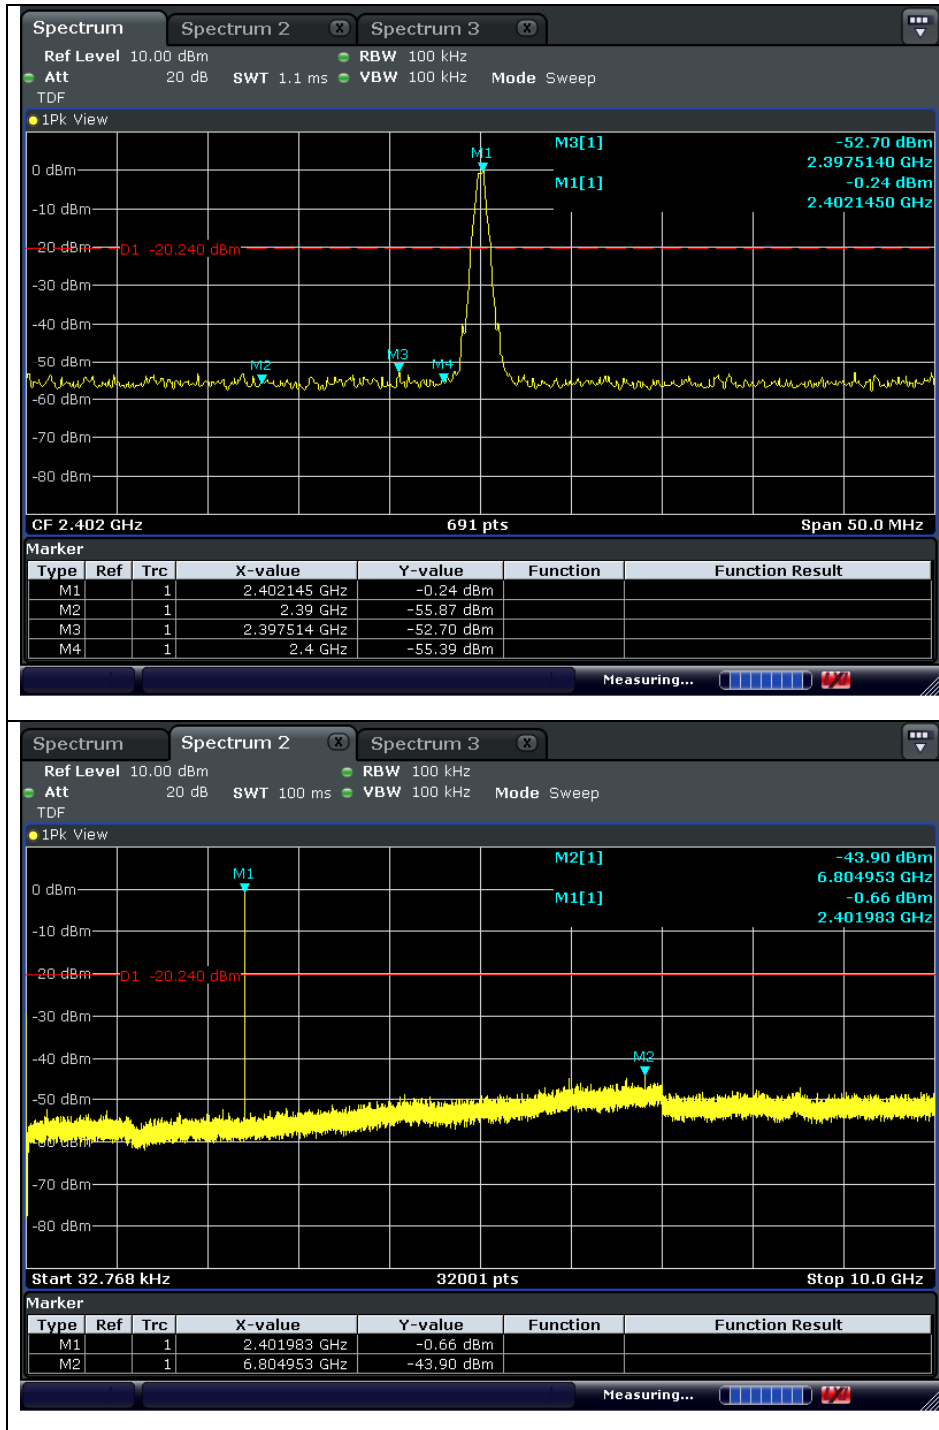 Spectrum Spectrum 2 X Spectrum 3 X
Ref Level 10.00 dBm RBW 100 kHz
Att 20 dB SWT 1.1 ms VBW 100 kHz Mode Sweep
TDF
1Pk View
M3[1] -52.70 dBm
2.3975140 GHz
M1[1] -0.24 dBm
2.4021450 GHz
M1
0 dBm
-10 dBm
-20 dBm
D1 -20.240 dBm
-30 dBm
-40 dBm
-50 dBm
M2 M3 M4
-60 dBm
-70 dBm
-80 dBm
CF 2.402 GHz 691 pts Span 50.0 MHz
Marker
Type Ref Trc X-value Y-value Function Function Result
M1 1 2.402145 GHz -0.24 dBm
M2 1 2.39 GHz -55.87 dBm
M3 1 2.397514 GHz -52.70 dBm
M4 1 2.4 GHz -55.39 dBm
Measuring...
Spectrum Spectrum 2 X Spectrum 3 X
Ref Level 10.00 dBm RBW 100 kHz
Att 20 dB SWT 100 ms VBW 100 kHz Mode Sweep
TDF
1Pk View
M2[1] -43.90 dBm
6.804953 GHz
M1[1] -0.66 dBm
2.401983 GHz
M1
0 dBm
-10 dBm
-20 dBm
D1 -20.240 dBm
-30 dBm
-40 dBm
M2
-50 dBm
-60 dBm
-70 dBm
-80 dBm
Start 32.768 kHz 32001 pts Stop 10.0 GHz
Marker
Type Ref Trc X-value Y-value Function Function Result
M1 1 2.401983 GHz -0.66 dBm
M2 1 6.804953 GHz -43.90 dBm
Measuring...